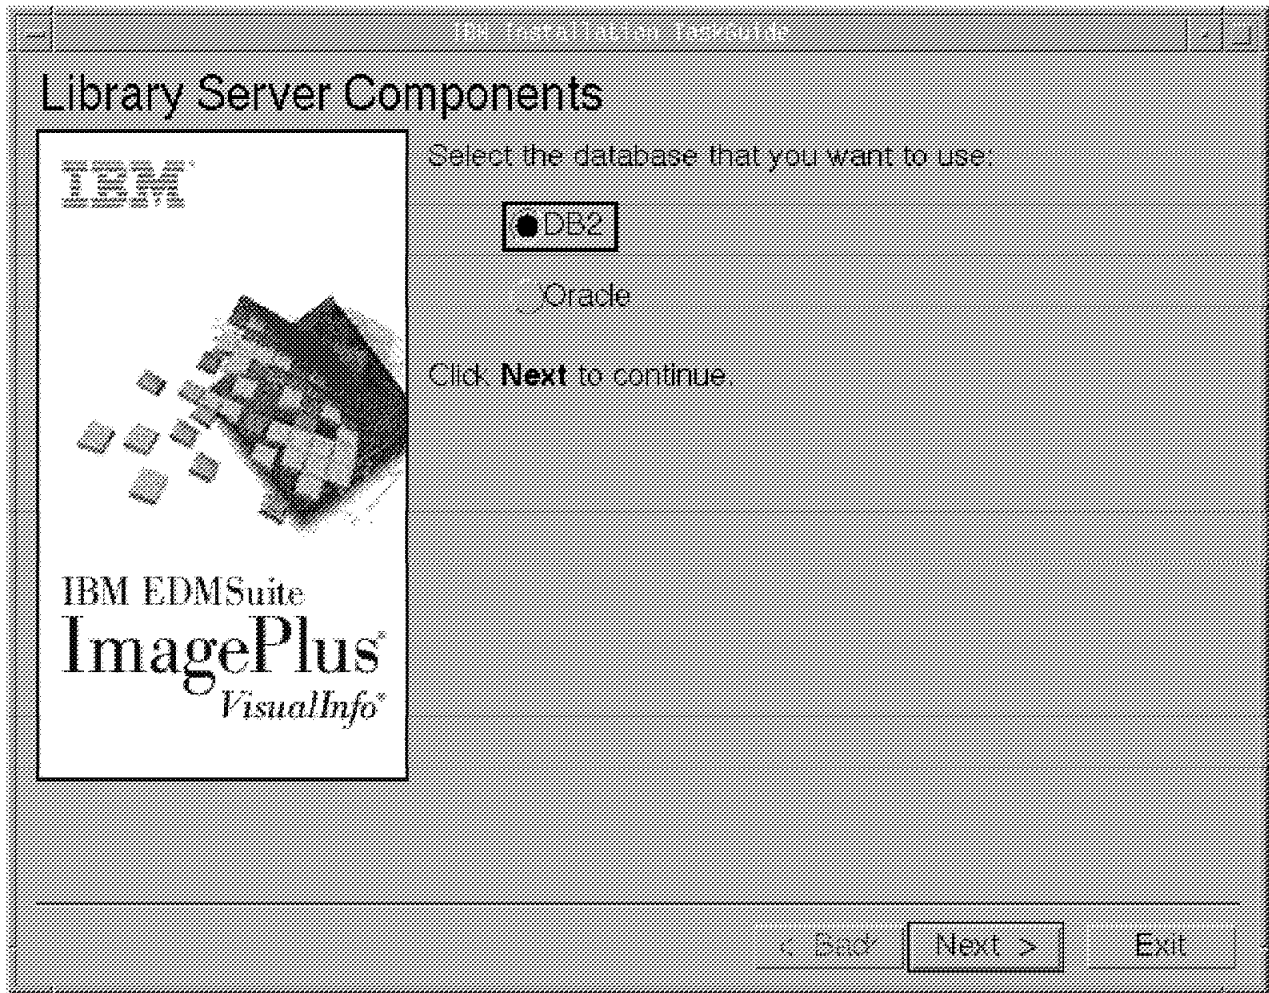 IBM Installation TaskGuide
Library Server Components
IBM
Select the database that you want to use:
DB2
Oracle
Click Next to continue.
IBM EDMSuite
ImagePlus®
VisualInfo®
< Back
Next >
Exit